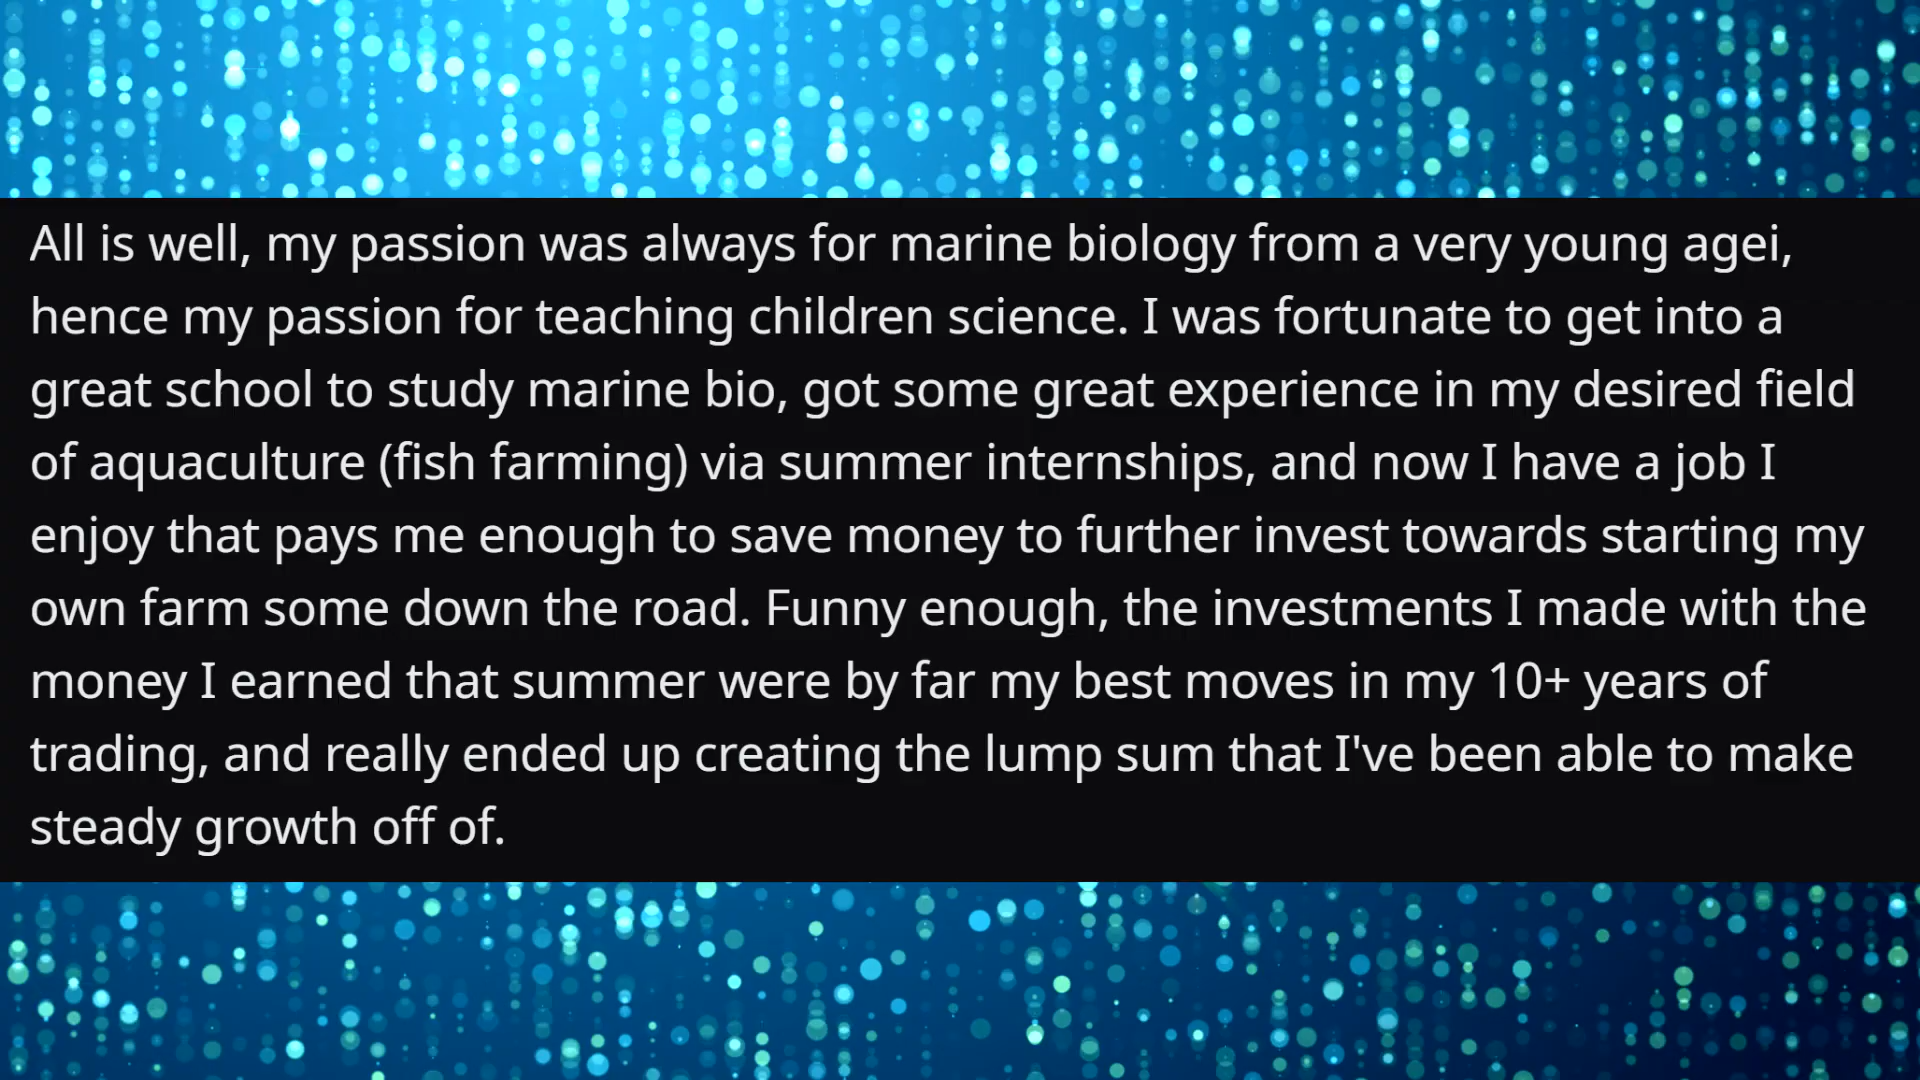 All is well, my passion was always for marine biology from a very young agei,
hence my passion for teaching children science. I was fortunate to get into a
great school to study marine bio, got some great experience in my desired field
of aquaculture (fish farming) via summer internships, and now I have a job I
enjoy that pays me enough to save money to further invest towards starting my
own farm some down the road. Funny enough, the investments I made with the
money I earned that summer were by far my best moves in my 10+ years of
trading, and really ended up creating the lump sum that I've been able to make
steady growth off of.